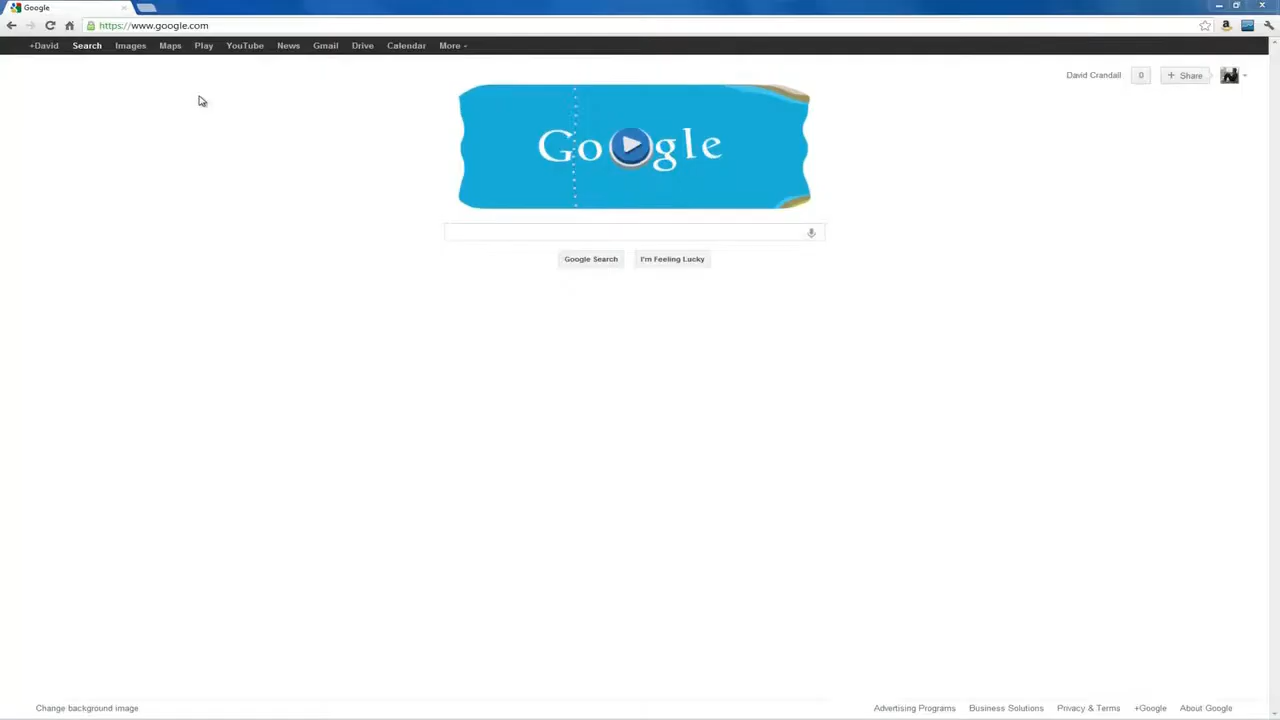 Google
https://www.google.com
+David Search Images Maps Play YouTube News Gmail Drive Calendar More
David Crandall 0 + Share
Google
Google Search I'm Feeling Lucky
Change background image Advertising Programs Business Solutions Privacy & Terms +Google About Google